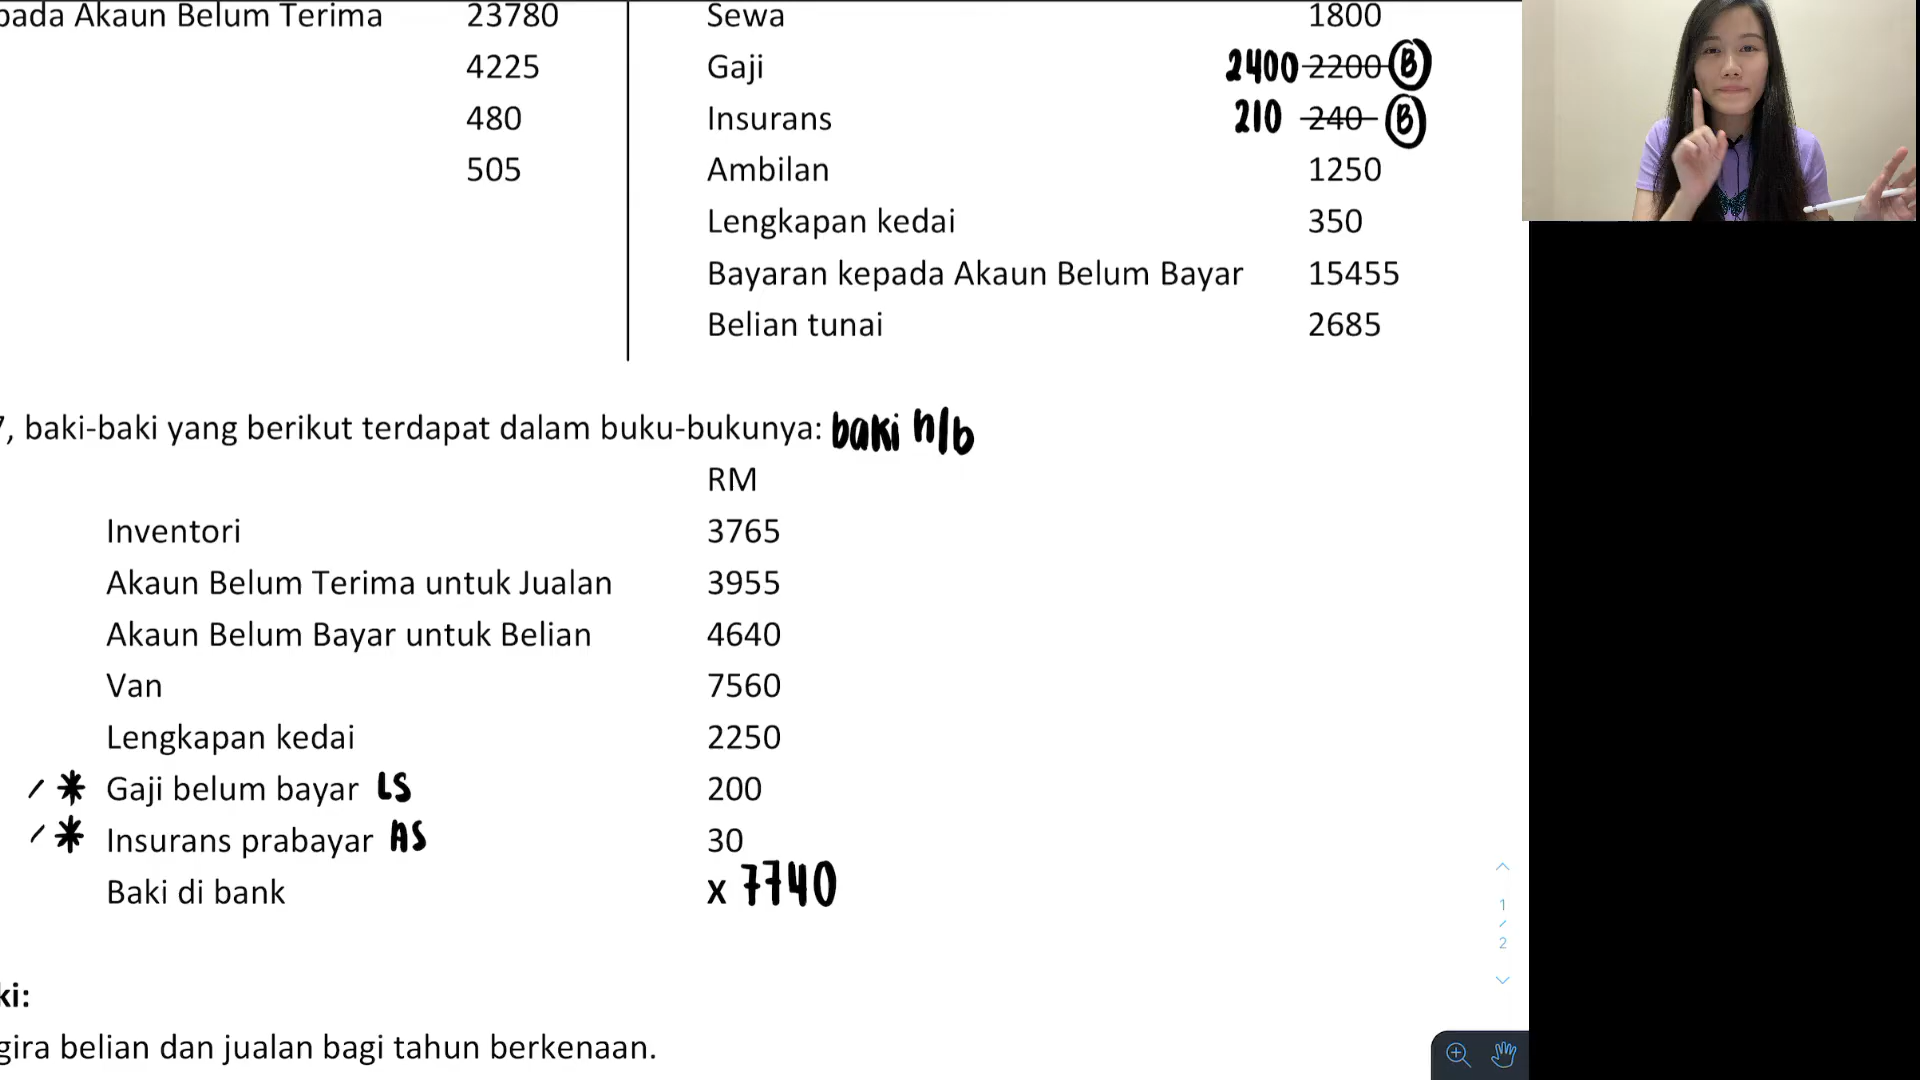 Akaun Belum Terima 23780 Sewa 1800
4225 Gaji 2400 2200 B
480 Insurans 210 240 B
505 Ambilan 1250
Lengkapan kedai 350
Bayaran kepada Akaun Belum Bayar 15455
Belian tunai 2685
, baki-baki yang berikut terdapat dalam buku-bukunya: baki h/b
RM
Inventori 3765
Akaun Belum Terima untuk Jualan 3955
Akaun Belum Bayar untuk Belian 4640
Van 7560
Lengkapan kedai 2250
/ * Gaji belum bayar LS 200
/ * Insurans prabayar AS 30
Baki di bank x 7740
ki:
gira belian dan jualan bagi tahun berkenaan.
1
/
2